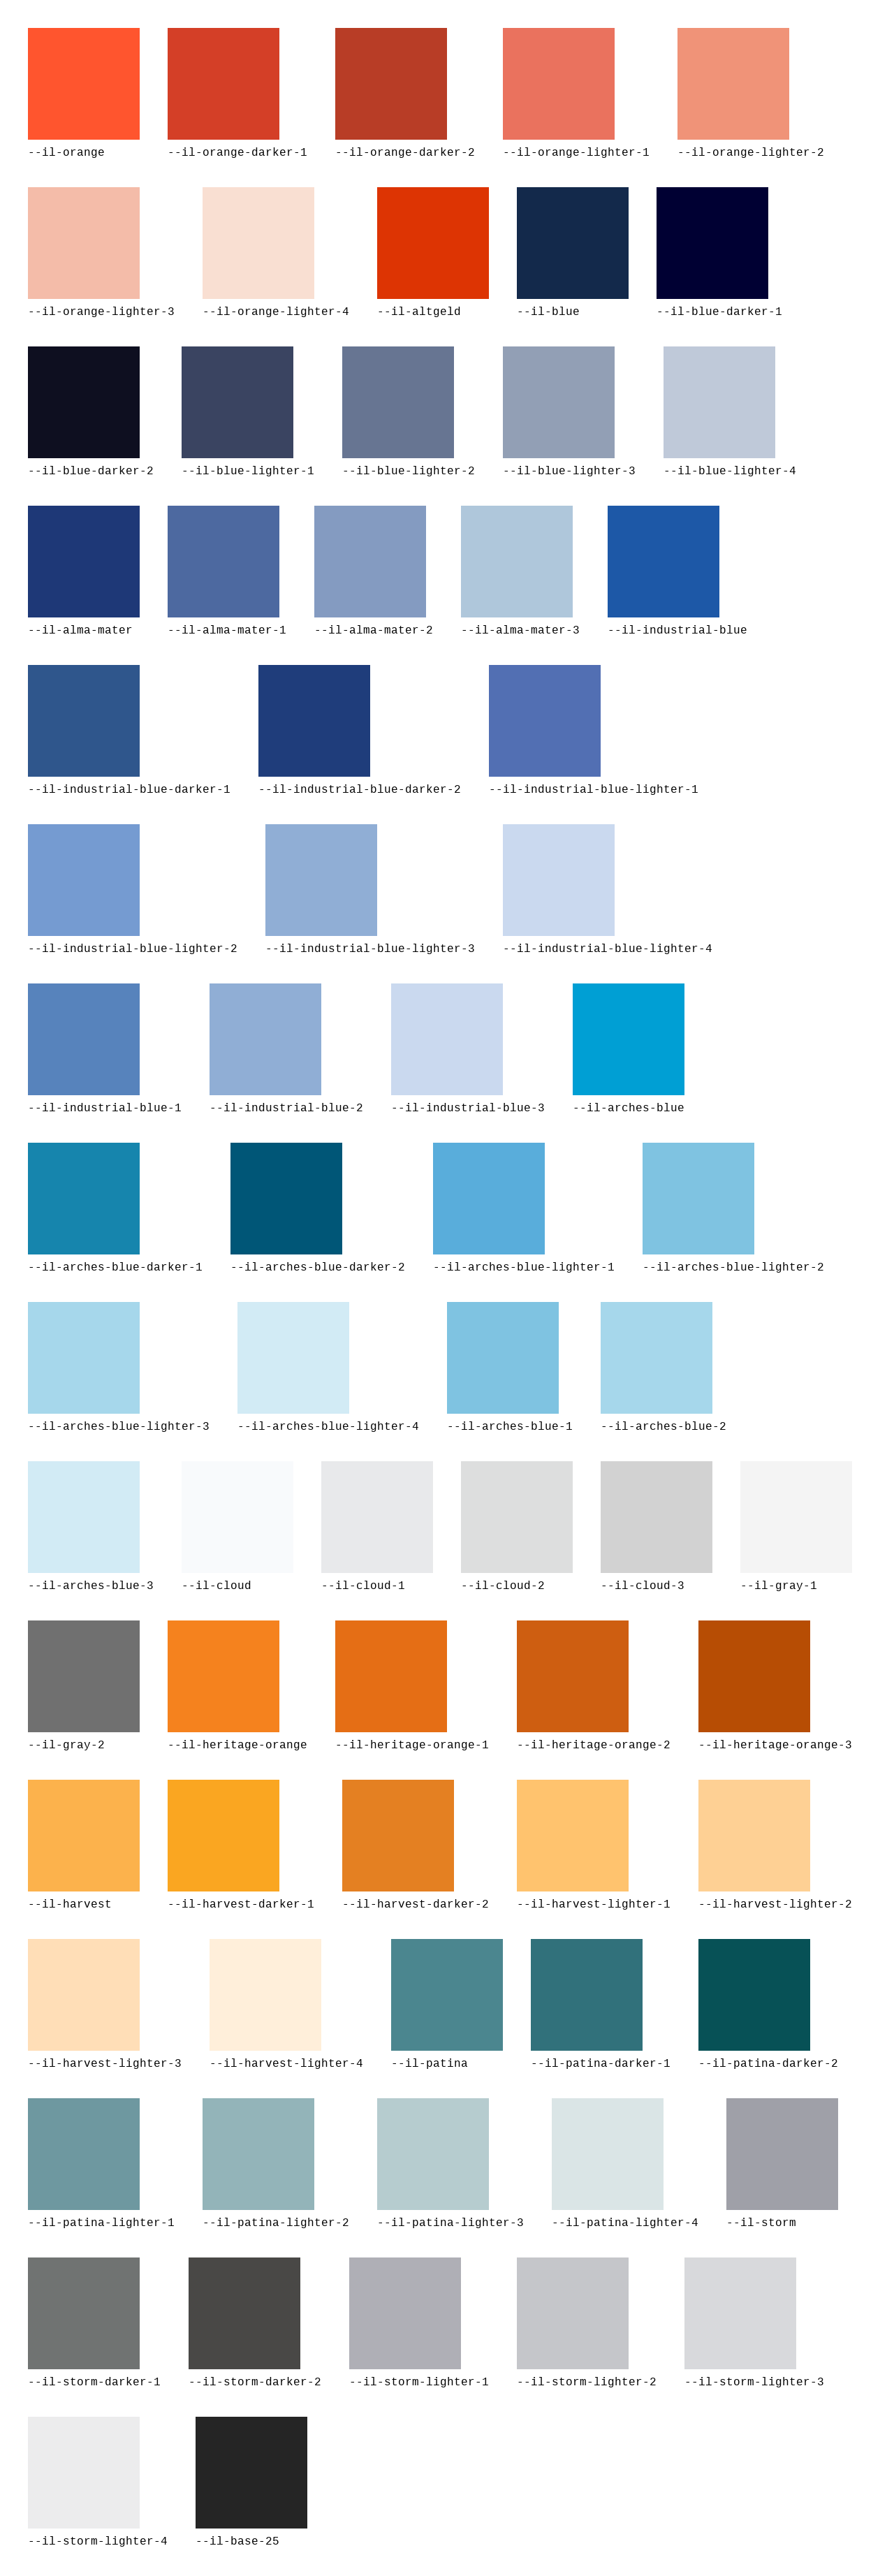 --il-orange --il-orange-darker-1 --il-orange-darker-2 --il-orange-lighter-1 --il-orange-lighter-2
--il-orange-lighter-3 --il-orange-lighter-4 --il-altgeld --il-blue --il-blue-darker-1
--il-blue-darker-2 --il-blue-lighter-1 --il-blue-lighter-2 --il-blue-lighter-3 --il-blue-lighter-4
--il-alma-mater --il-alma-mater-1 --il-alma-mater-2 --il-alma-mater-3 --il-industrial-blue
--il-industrial-blue-darker-1 --il-industrial-blue-darker-2 --il-industrial-blue-lighter-1
--il-industrial-blue-lighter-2 --il-industrial-blue-lighter-3 --il-industrial-blue-lighter-4
--il-industrial-blue-1 --il-industrial-blue-2 --il-industrial-blue-3 --il-arches-blue
--il-arches-blue-darker-1 --il-arches-blue-darker-2 --il-arches-blue-lighter-1 --il-arches-blue-lighter-2
--il-arches-blue-lighter-3 --il-arches-blue-lighter-4 --il-arches-blue-1 --il-arches-blue-2
--il-arches-blue-3 --il-cloud --il-cloud-1 --il-cloud-2 --il-cloud-3 --il-gray-1
--il-gray-2 --il-heritage-orange --il-heritage-orange-1 --il-heritage-orange-2 --il-heritage-orange-3
--il-harvest --il-harvest-darker-1 --il-harvest-darker-2 --il-harvest-lighter-1 --il-harvest-lighter-2
--il-harvest-lighter-3 --il-harvest-lighter-4 --il-patina --il-patina-darker-1 --il-patina-darker-2
--il-patina-lighter-1 --il-patina-lighter-2 --il-patina-lighter-3 --il-patina-lighter-4 --il-storm
--il-storm-darker-1 --il-storm-darker-2 --il-storm-lighter-1 --il-storm-lighter-2 --il-storm-lighter-3
--il-storm-lighter-4 --il-base-25